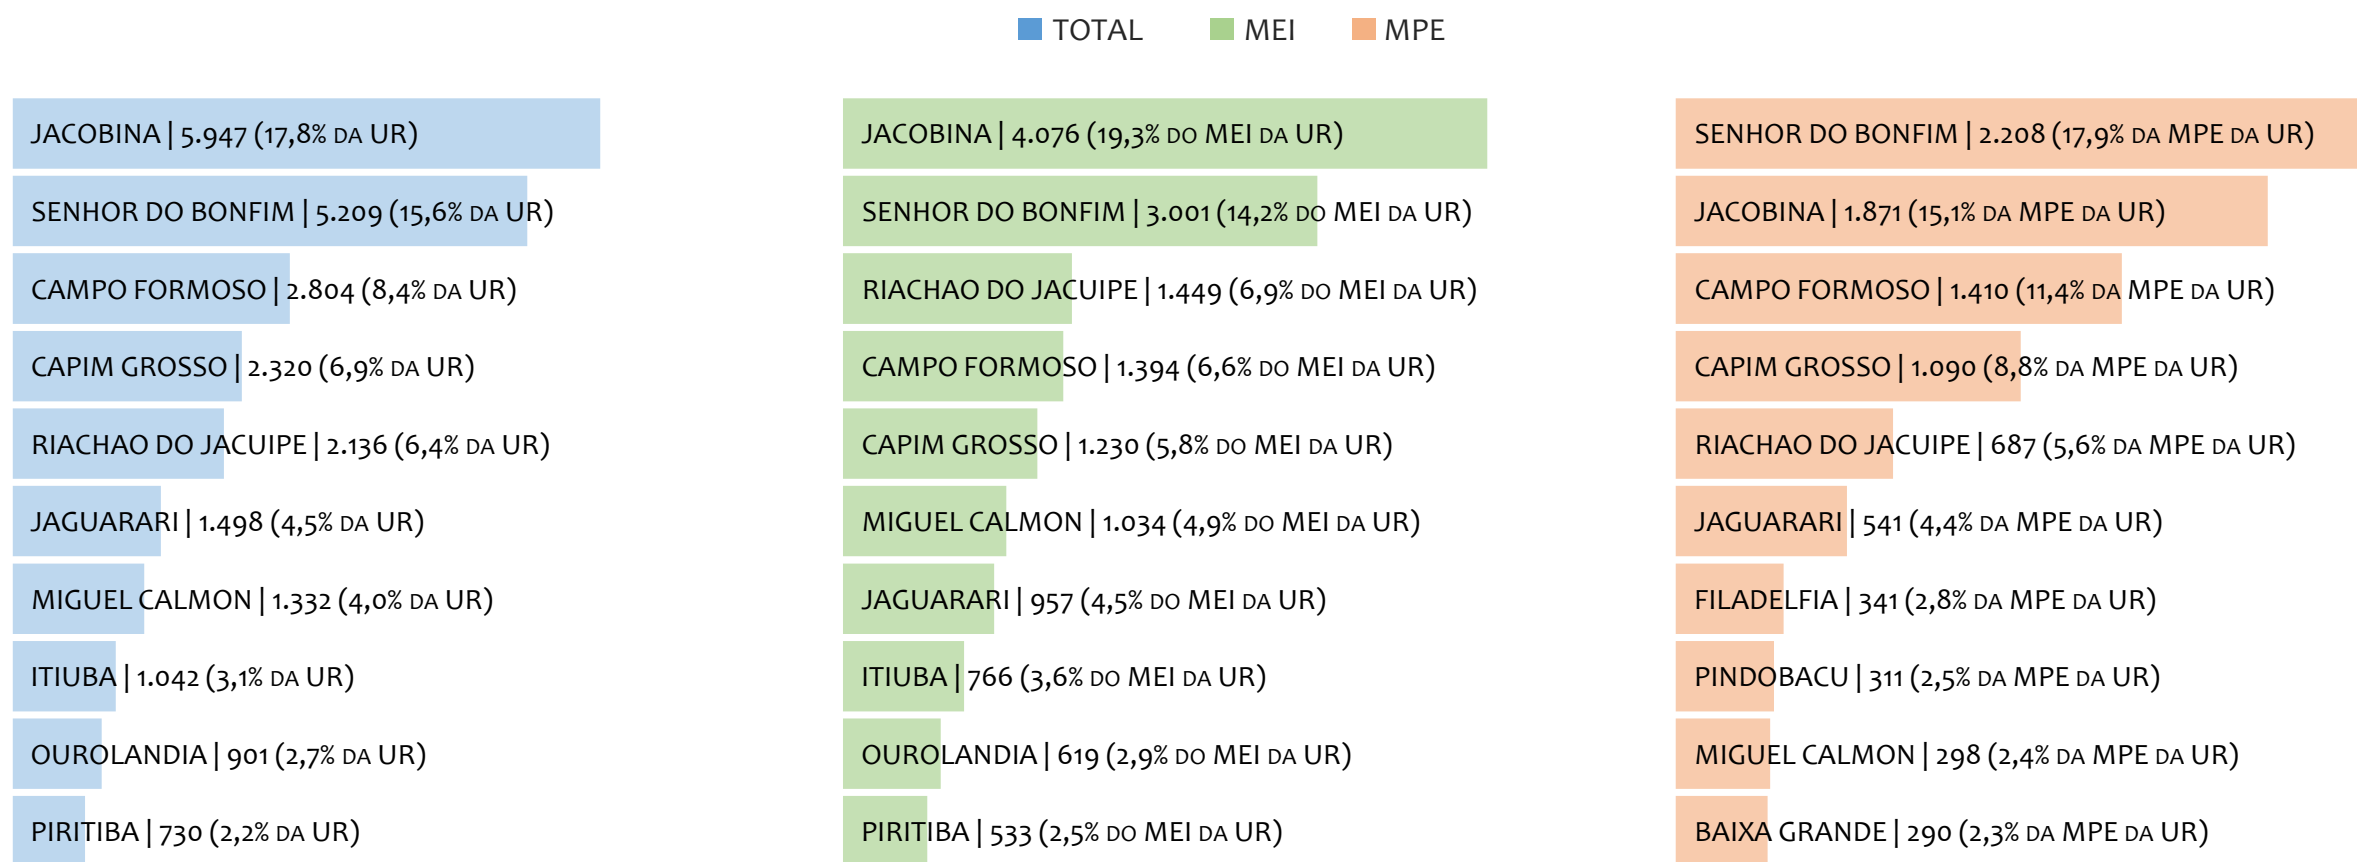 TOTAL MEI MPE
JACOBINA | 5.947 (17,8% DA UR)
SENHOR DO BONFIM | 5.209 (15,6% DA UR)
CAMPO FORMOSO | 2.804 (8,4% DA UR)
CAPIM GROSSO | 2.320 (6,9% DA UR)
RIACHAO DO JACUIPE | 2.136 (6,4% DA UR)
JAGUARARI | 1.498 (4,5% DA UR)
MIGUEL CALMON | 1.332 (4,0% DA UR)
ITIUBA | 1.042 (3,1% DA UR)
OUROLANDIA | 901 (2,7% DA UR)
PIRITIBA | 730 (2,2% DA UR)
JACOBINA | 4.076 (19,3% DO MEI DA UR)
SENHOR DO BONFIM | 3.001 (14,2% DO MEI DA UR)
RIACHAO DO JACUIPE | 1.449 (6,9% DO MEI DA UR)
CAMPO FORMOSO | 1.394 (6,6% DO MEI DA UR)
CAPIM GROSSO | 1.230 (5,8% DO MEI DA UR)
MIGUEL CALMON | 1.034 (4,9% DO MEI DA UR)
JAGUARARI | 957 (4,5% DO MEI DA UR)
ITIUBA | 766 (3,6% DO MEI DA UR)
OUROLANDIA | 619 (2,9% DO MEI DA UR)
PIRITIBA | 533 (2,5% DO MEI DA UR)
SENHOR DO BONFIM | 2.208 (17,9% DA MPE DA UR)
JACOBINA | 1.871 (15,1% DA MPE DA UR)
CAMPO FORMOSO | 1.410 (11,4% DA MPE DA UR)
CAPIM GROSSO | 1.090 (8,8% DA MPE DA UR)
RIACHAO DO JACUIPE | 687 (5,6% DA MPE DA UR)
JAGUARARI | 541 (4,4% DA MPE DA UR)
FILADELFIA | 341 (2,8% DA MPE DA UR)
PINDOBACU | 311 (2,5% DA MPE DA UR)
MIGUEL CALMON | 298 (2,4% DA MPE DA UR)
BAIXA GRANDE | 290 (2,3% DA MPE DA UR)